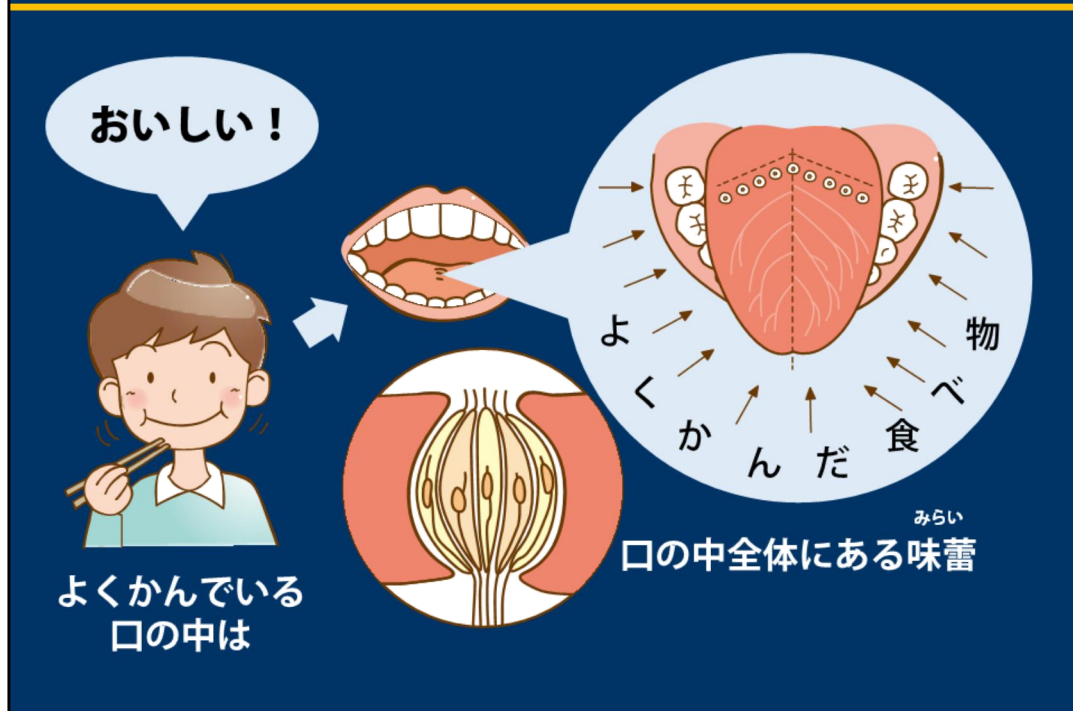 おいしい！
よくかんだ食べ物
みらい
口の中全体にある味蕾
よくかんでいる
口の中は